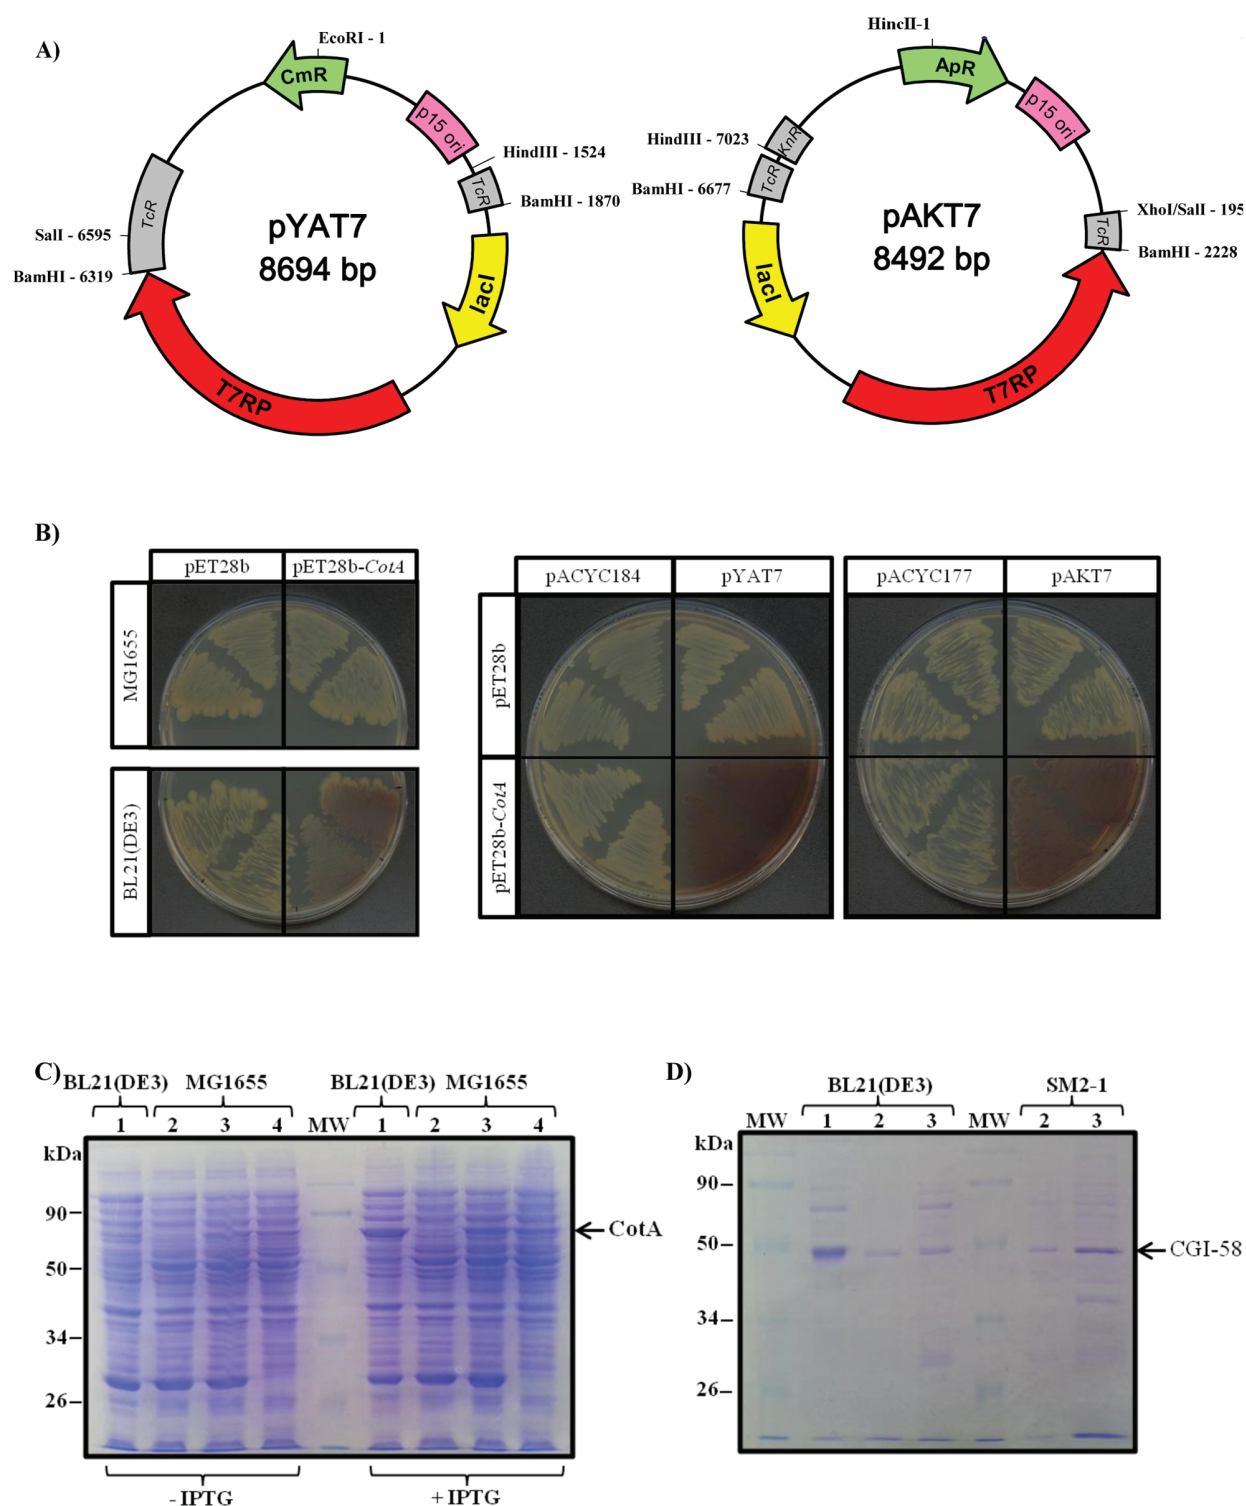 A)
EcoRI - 1
CmR
p15 ori
HindIII - 1524
TcR
BamHI - 1870
pYAT7
8694 bp
TcR
SalI - 6595
BamHI - 6319
lacI
T7RP
HincII-1
ApR
p15 ori
KnR
HindIII - 7023
TcR
BamHI - 6677
XhoI/SalI - 195
TcR
BamHI - 2228
pAKT7
8492 bp
lacI
T7RP
B)
pET28b
pET28b-CotA
MG1655
BL21(DE3)
pACYC184
pYAT7
pACYC177
pAKT7
pET28b
pET28b-CotA
C)
BL21(DE3) MG1655 BL21(DE3) MG1655
1 2 3 4 MW 1 2 3 4
kDa
90
50
34
26
CotA
- IPTG
+ IPTG
D)
BL21(DE3) SM2-1
MW 1 2 3 MW 2 3
kDa
90
50
34
26
CGI-58